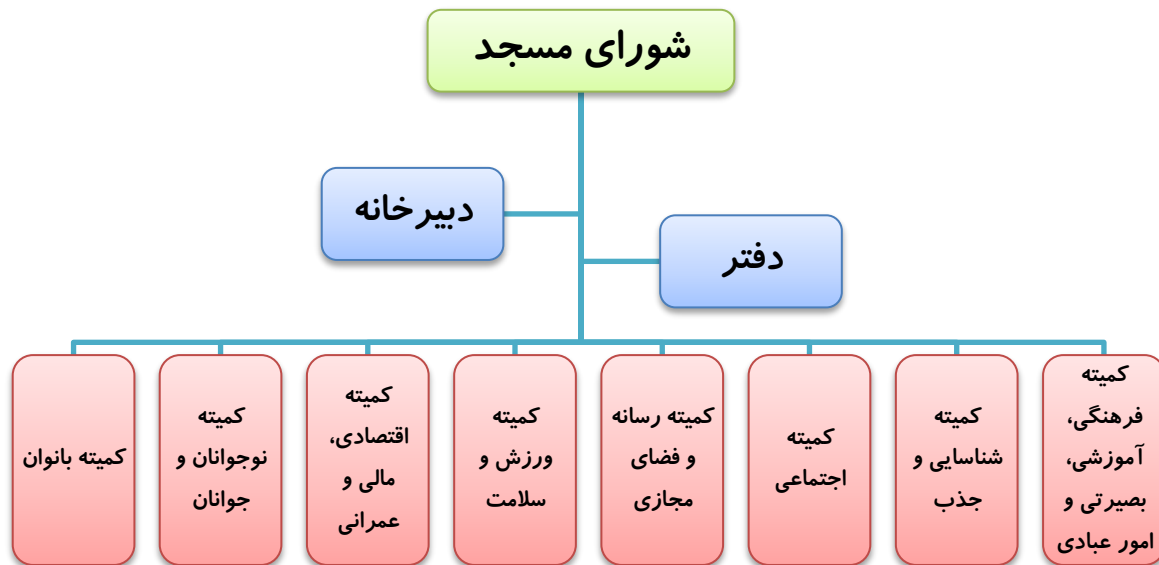 شورای مسجد
دبیرخانه
دفتر
کمیته
فرهنگی،
آموزشی،
بصیرتی و
امور عبادی
کمیته
شناسایی و
جذب
کمیته
اجتماعی
کمیته رسانه
و فضای
مجازی
کمیته
ورزش و
سلامت
کمیته
اقتصادی،
مالی و
عمرانی
کمیته
نوجوانان و
جوانان
کمیته بانوان